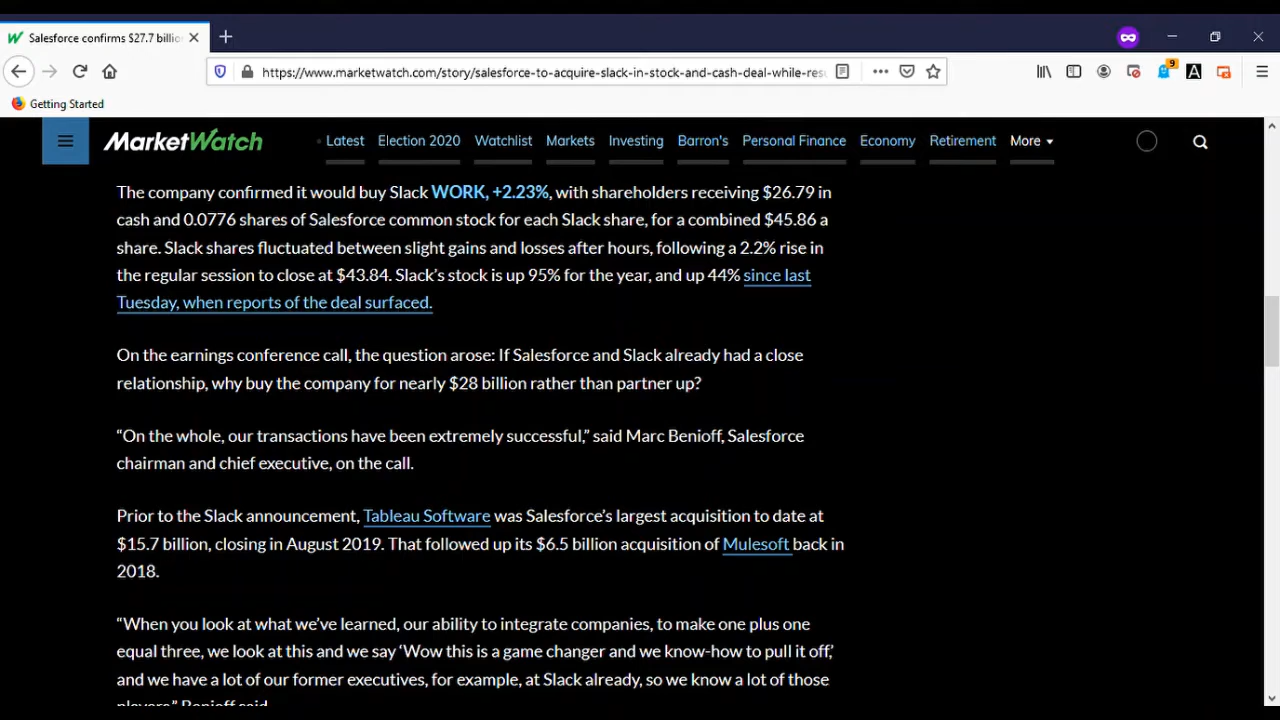 Salesforce confirms $27.7 billio
https://www.marketwatch.com/story/salesforce-to-acquire-slack-in-stock-and-cash-deal-while-res
9
A
Getting Started
MarketWatch
Latest Election 2020 Watchlist Markets Investing Barron's Personal Finance Economy Retirement More
The company confirmed it would buy Slack WORK, +2.23%, with shareholders receiving $26.79 in
cash and 0.0776 shares of Salesforce common stock for each Slack share, for a combined $45.86 a
share. Slack shares fluctuated between slight gains and losses after hours, following a 2.2% rise in
the regular session to close at $43.84. Slack’s stock is up 95% for the year, and up 44% since last
Tuesday, when reports of the deal surfaced.
On the earnings conference call, the question arose: If Salesforce and Slack already had a close
relationship, why buy the company for nearly $28 billion rather than partner up?
“On the whole, our transactions have been extremely successful,” said Marc Benioff, Salesforce
chairman and chief executive, on the call.
Prior to the Slack announcement, Tableau Software was Salesforce’s largest acquisition to date at
$15.7 billion, closing in August 2019. That followed up its $6.5 billion acquisition of Mulesoft back in
2018.
“When you look at what we’ve learned, our ability to integrate companies, to make one plus one
equal three, we look at this and we say ‘Wow this is a game changer and we know-how to pull it off,’
and we have a lot of our former executives, for example, at Slack already, so we know a lot of those
players,” Benioff said